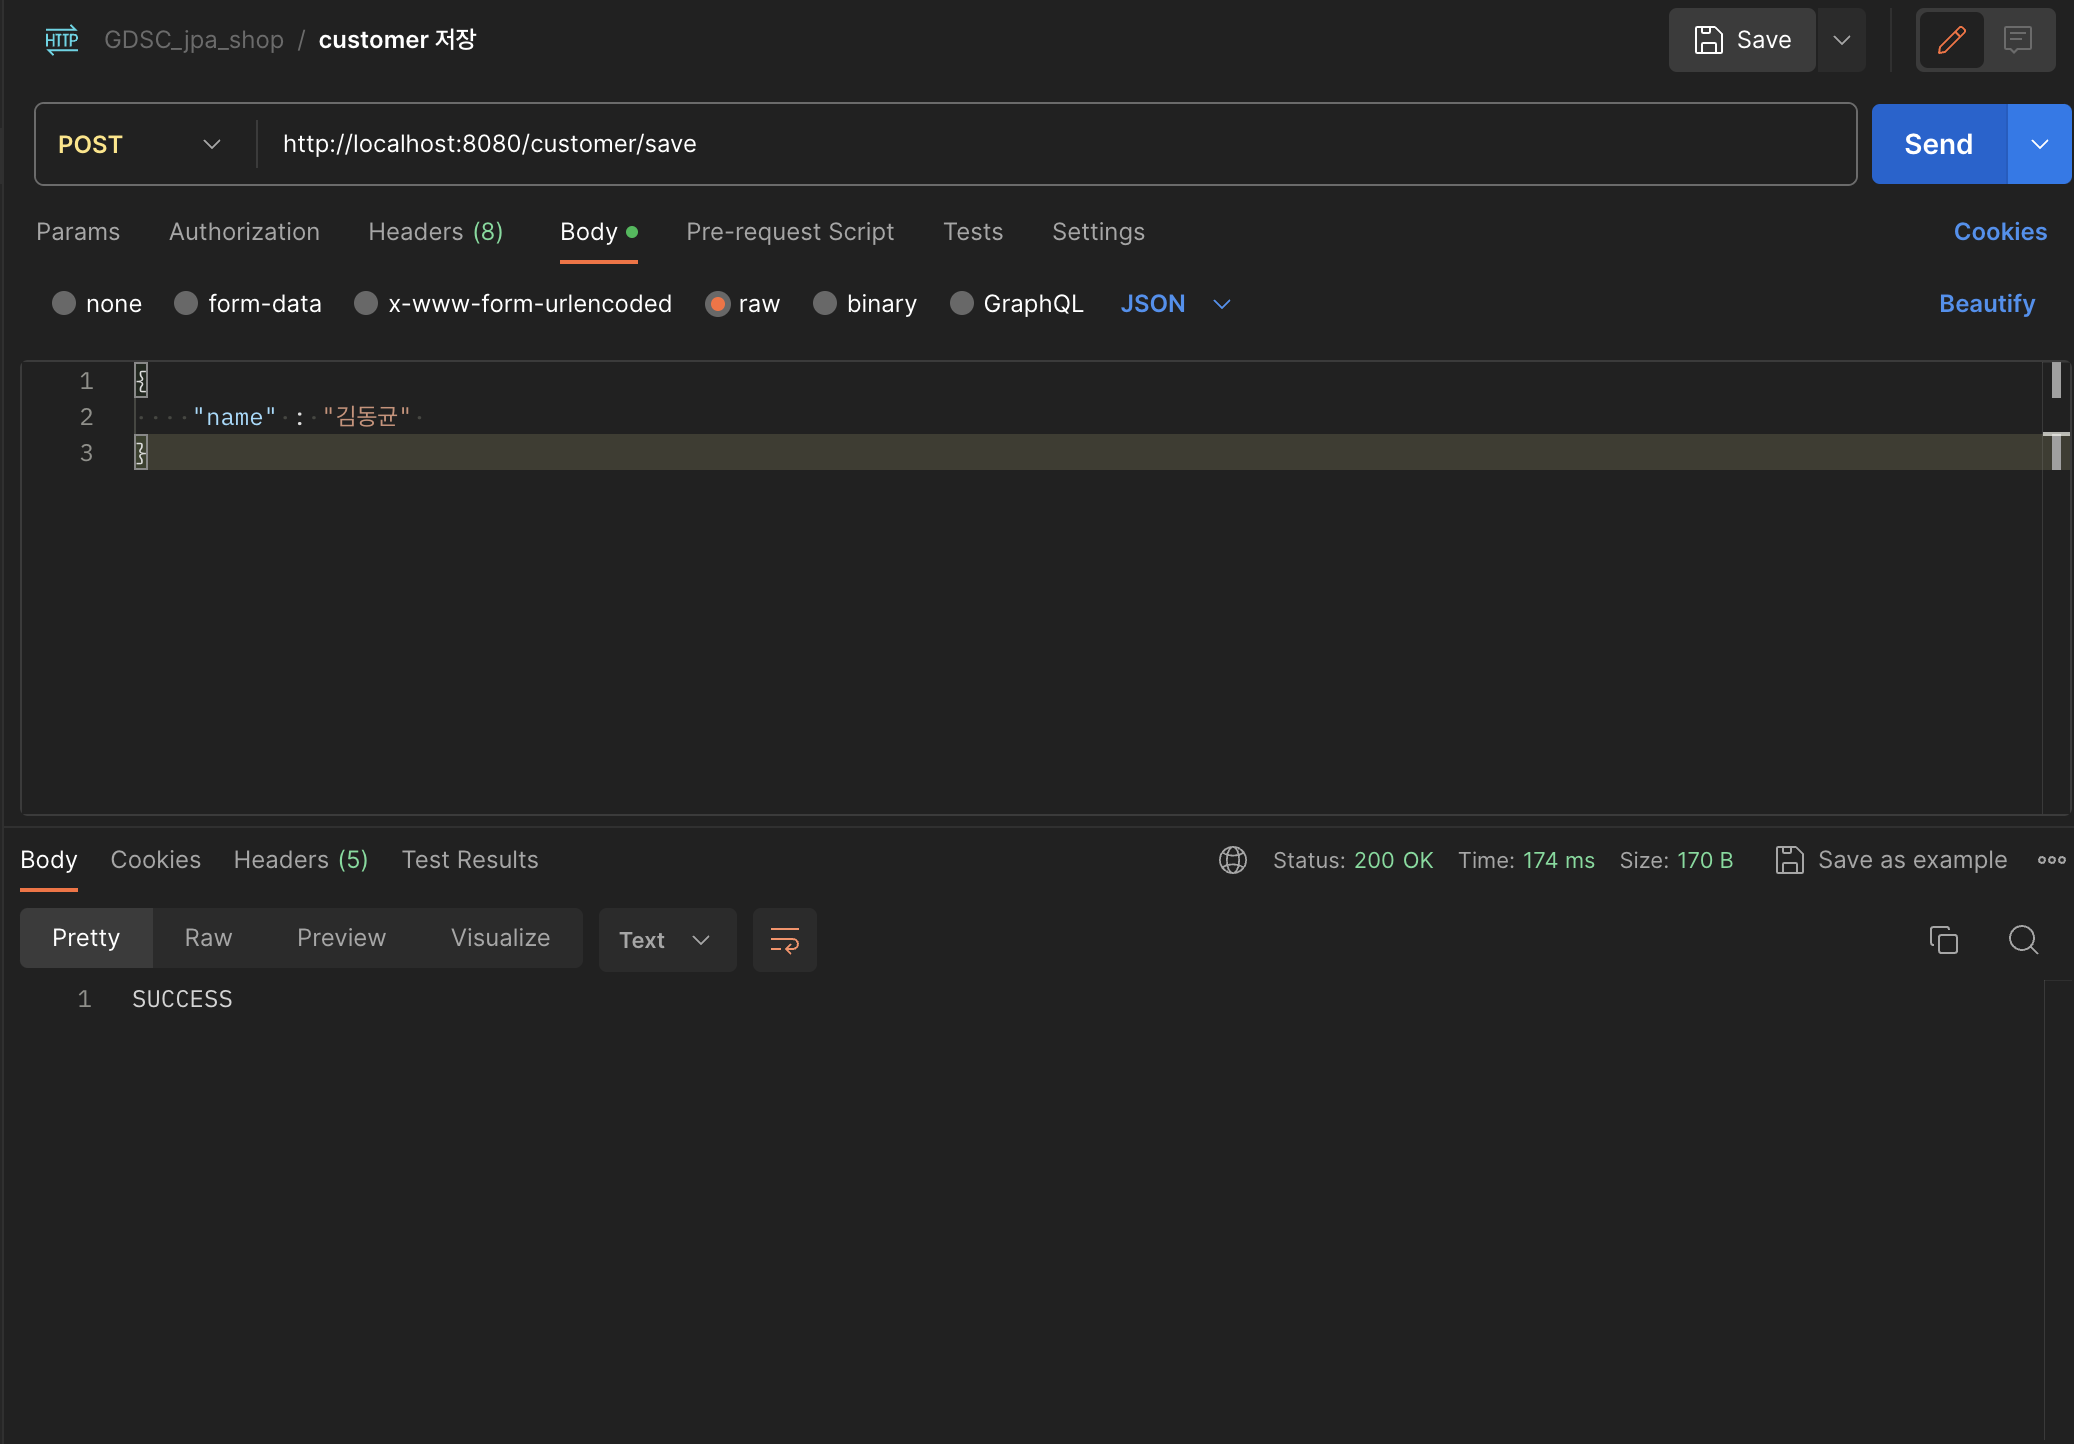 HTTP GDSC_jpa_shop / customer 저장 Save
POST http://localhost:8080/customer/save Send
Params Authorization Headers (8) Body Pre-request Script Tests Settings Cookies
none form-data x-www-form-urlencoded raw binary GraphQL JSON Beautify
1 {
2 "name" : "김동균"
3 }
Body Cookies Headers (5) Test Results Status: 200 OK Time: 174 ms Size: 170 B Save as example
Pretty Raw Preview Visualize Text
1 SUCCESS